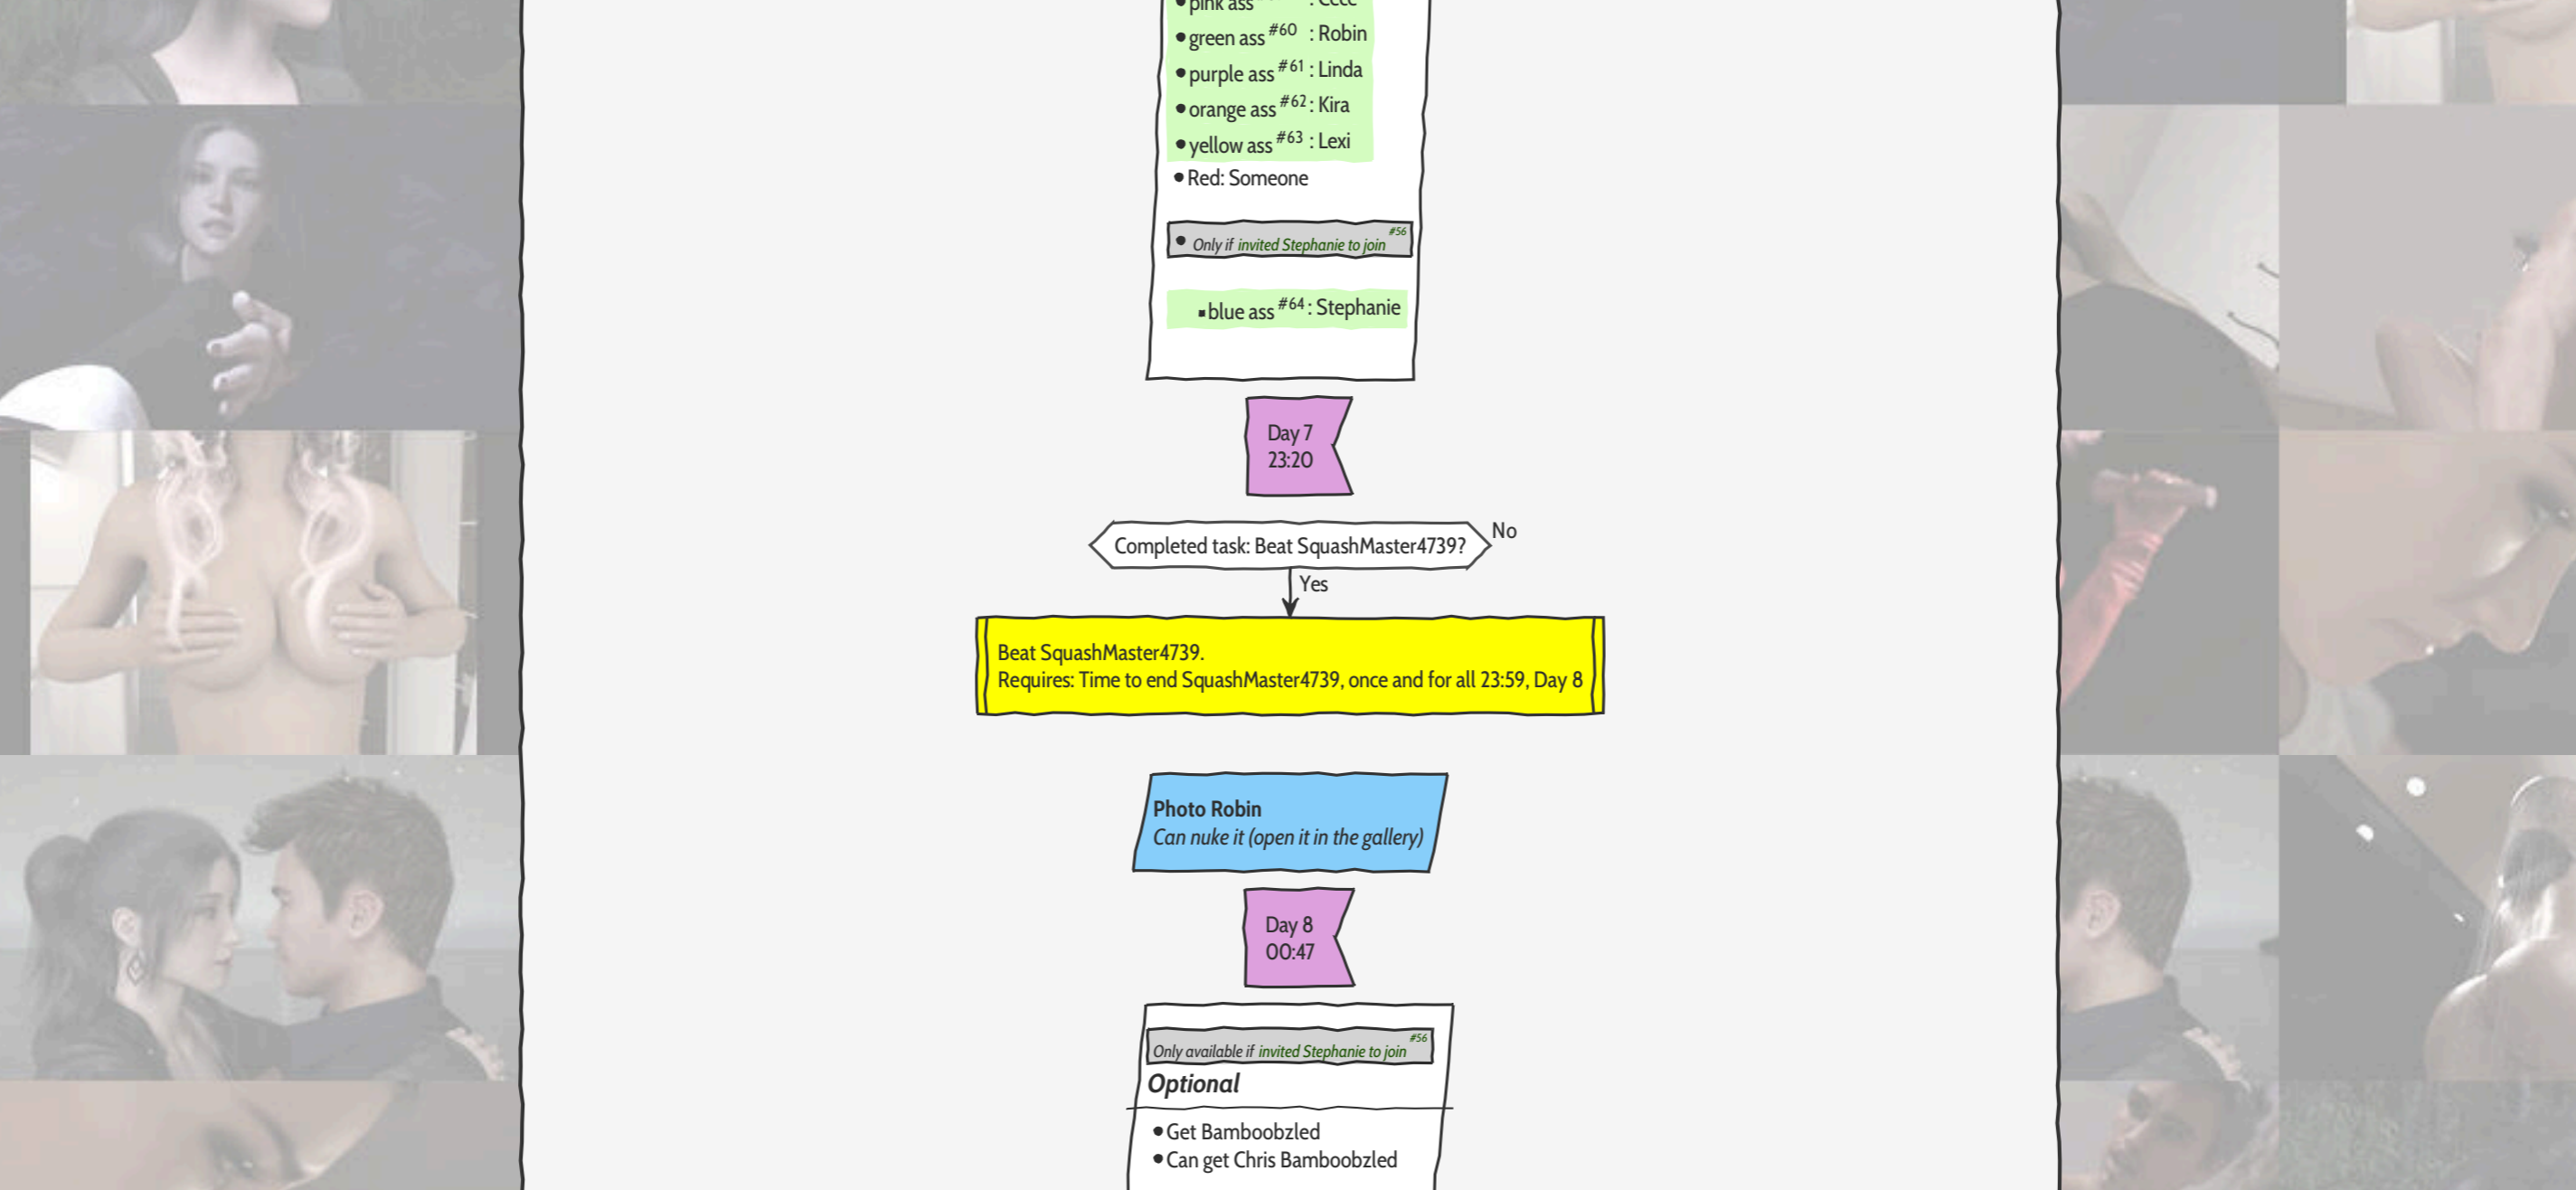 pink ass : Cece
green ass #60 : Robin
purple ass #61 : Linda
orange ass #62 : Kira
yellow ass #63 : Lexi
Red: Someone
Only if invited Stephanie to join #56
blue ass #64 : Stephanie
Day 7
23:20
Completed task: Beat SquashMaster4739?
No
Yes
Beat SquashMaster4739.
Requires: Time to end SquashMaster4739, once and for all 23:59, Day 8
Photo Robin
Can nuke it (open it in the gallery)
Day 8
00:47
Only available if invited Stephanie to join #56
Optional
Get Bamboobzled
Can get Chris Bamboobzled